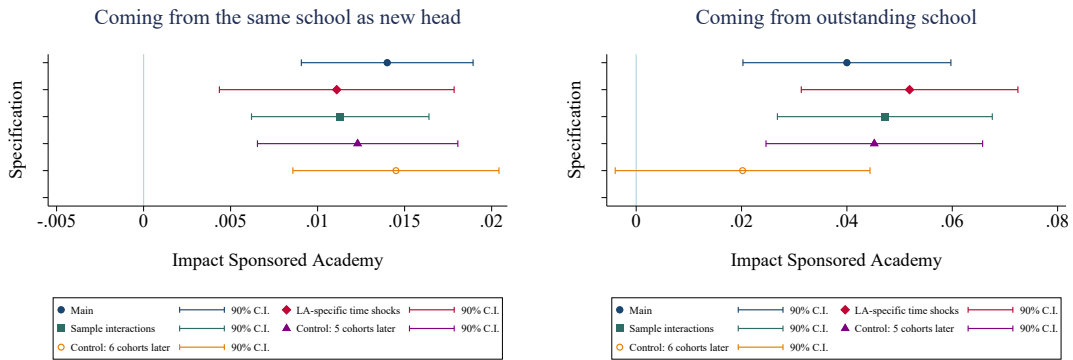 Coming from the same school as new head
Specification
-.005 0 .005 .01 .015 .02
Impact Sponsored Academy
Main 90% C.I. LA-specific time shocks 90% C.I.
Sample interactions 90% C.I. Control: 5 cohorts later 90% C.I.
Control: 6 cohorts later 90% C.I.
Coming from outstanding school
Specification
0 .02 .04 .06 .08
Impact Sponsored Academy
Main 90% C.I. LA-specific time shocks 90% C.I.
Sample interactions 90% C.I. Control: 5 cohorts later 90% C.I.
Control: 6 cohorts later 90% C.I.